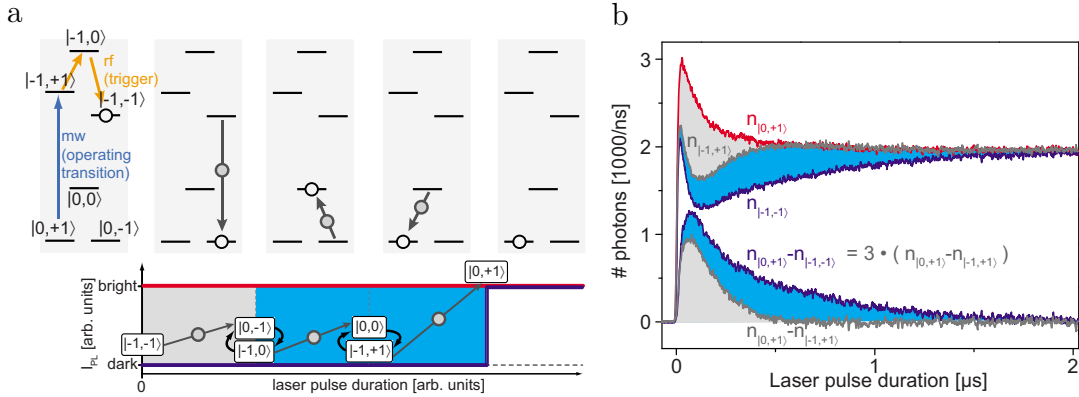 a
|-1,0⟩
rf
(trigger)
|-1,+1⟩
|-1,-1⟩
mw
(operating
transition)
|0,0⟩
|0,+1⟩
|0,-1⟩
I_PL [arb. units]
bright
dark
|-1,-1⟩
|0,-1⟩
|-1,0⟩
|0,0⟩
|-1,+1⟩
|0,+1⟩
0
laser pulse duration [arb. units]
b
# photons [1000/ns]
3
2
1
0
n|0,+1⟩
n|-1,+1⟩
n|-1,-1⟩
n|0,+1⟩-n|-1,-1⟩ = 3 • ( n|0,+1⟩-n|-1,+1⟩ )
n|0,+1⟩-n|-1,+1⟩
0
1
2
Laser pulse duration [µs]